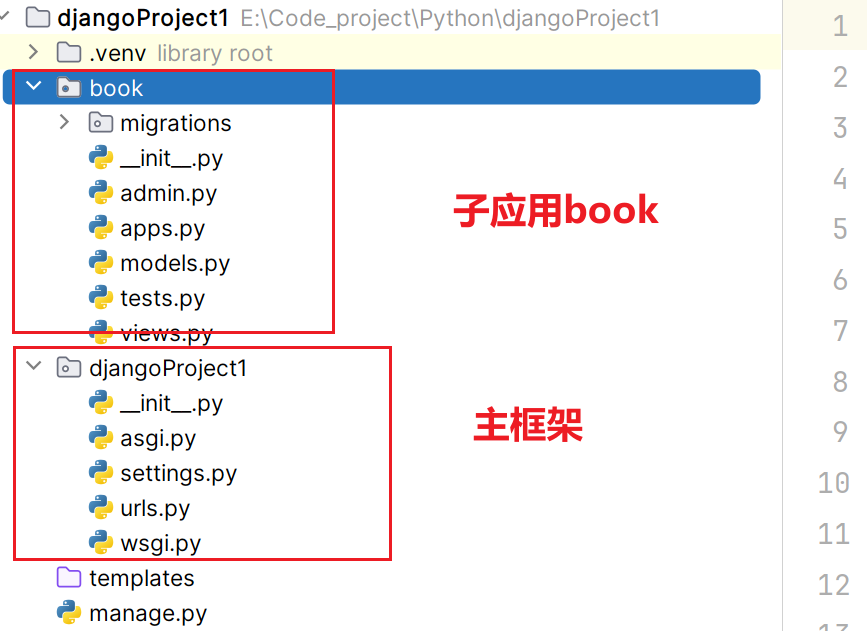 djangoProject1 E:\Code_project\Python\djangoProject1
1
.venv library root
2
book
3
migrations
__init__.py
4
admin.py
子应用book
5
apps.py
models.py
6
tests.py
7
views.py
djangoProject1
8
__init__.py
主框架
9
asgi.py
settings.py
10
urls.py
11
wsgi.py
templates
12
manage.py
13